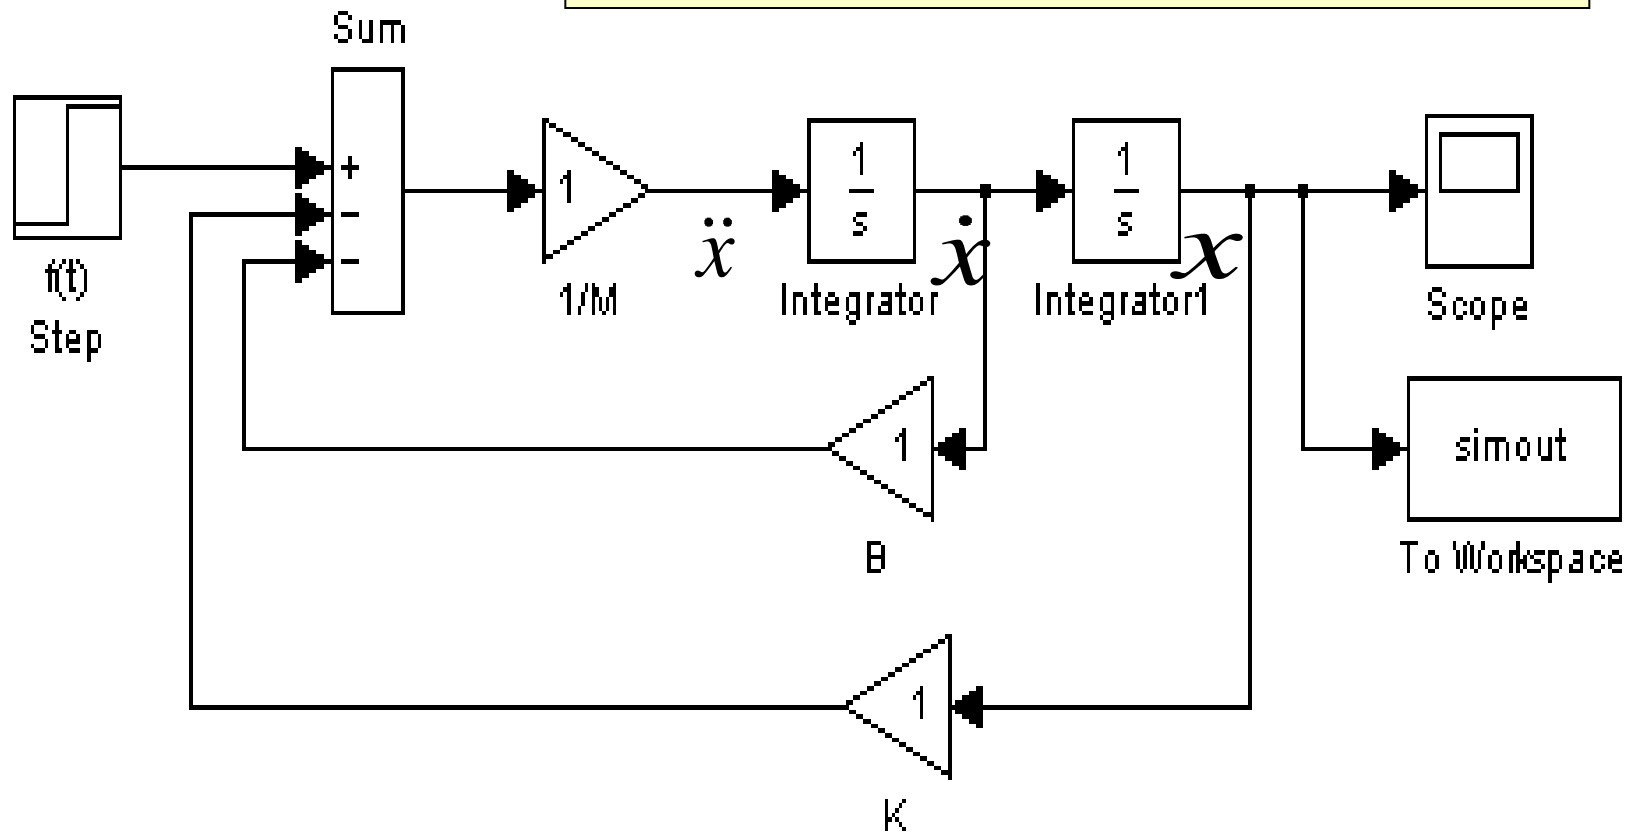 Sum
+
−
−
f(t)
Step
1
1/M
ẍ
1
s
Integrator
ẋ
1
s
Integrator1
x
Scope
simout
To Workspace
1
B
1
K